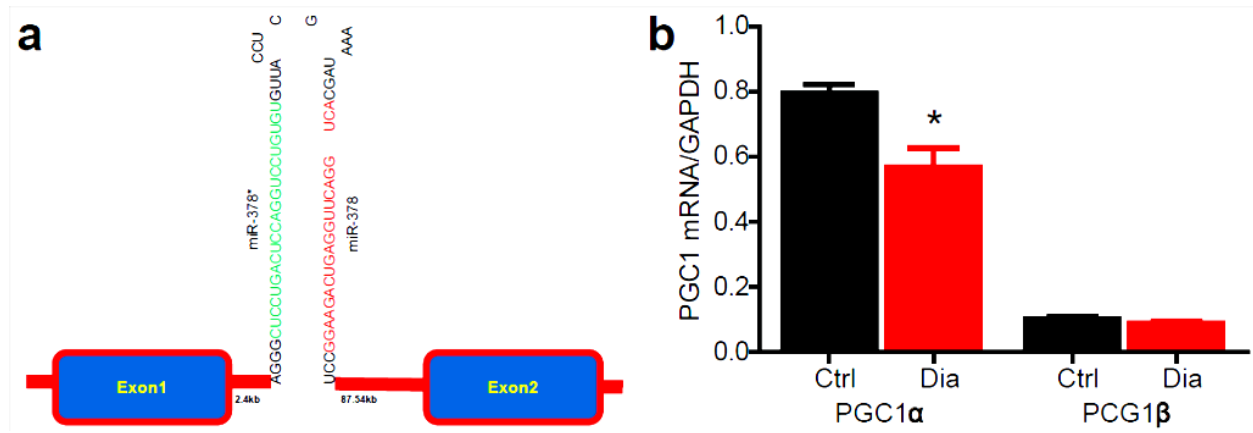 a
CCU
C
G
AAA
AGGGCUCCUGACUCCAGGUCCUGUGUGUUA
UCCGGAAGACUGAGGUUCAGG UCACGAU
miR-378*
miR-378
Exon1
2.4kb
87.54kb
Exon2
b
PGC1 mRNA/GAPDH
1.0
0.8
0.6
0.4
0.2
0.0
*
Ctrl Dia Ctrl Dia
PGC1α PCG1β